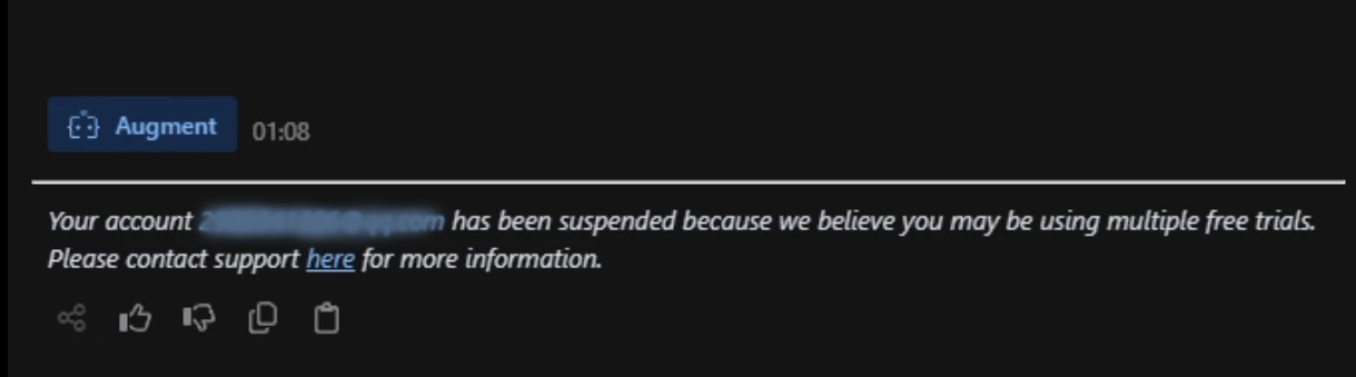 Augment 01:08
Your account has been suspended because we believe you may be using multiple free trials.
Please contact support here for more information.